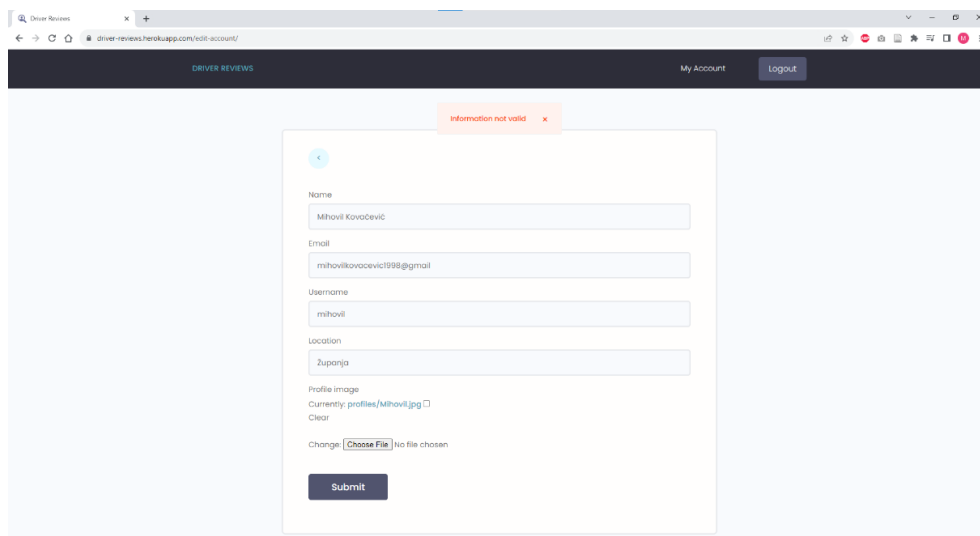 Driver Reviews
driver-reviews.herokuapp.com/edit-account/
M
DRIVER REVIEWS
My Account
Logout
Information not valid x
<
Name
Mihovil Kovačević
Email
mihovilkovacevic1998@gmail
Username
mihovil
Location
Županja
Profile image
Currently: profiles/Mihovil.jpg
Clear
Change: Choose File No file chosen
Submit